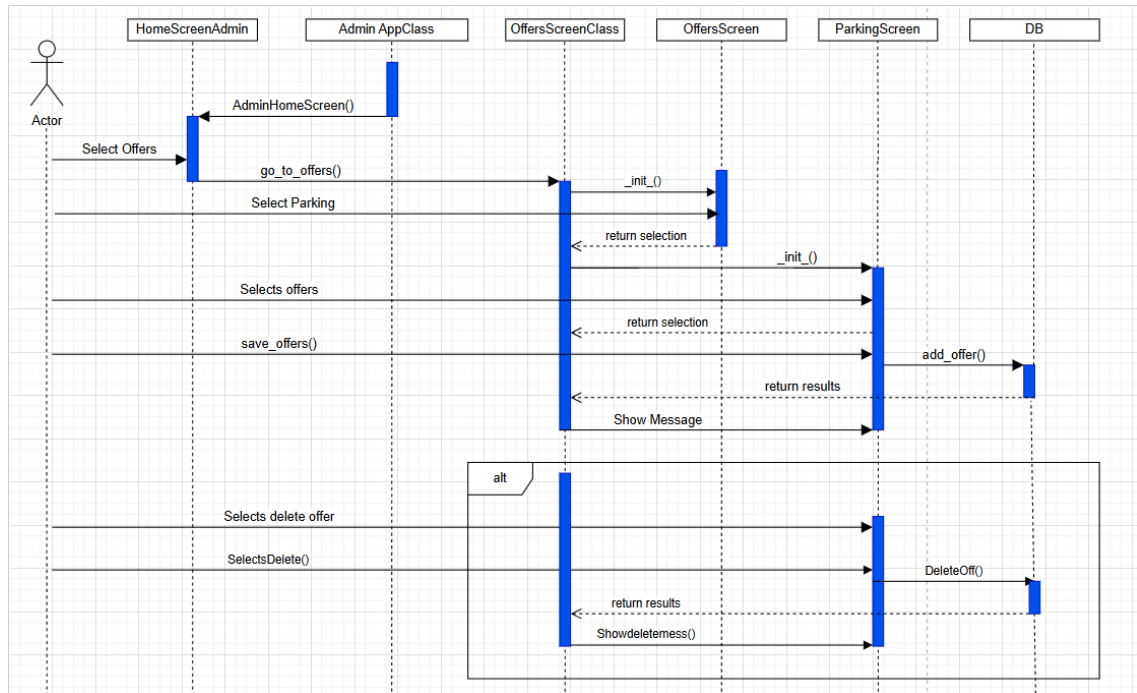 HomeScreenAdmin
Admin AppClass
OffersScreenClass
OffersScreen
ParkingScreen
DB
Actor
AdminHomeScreen()
Select Offers
go_to_offers()
_init_()
Select Parking
return selection
_init_()
Selects offers
return selection
save_offers()
add_offer()
return results
Show Message
alt
Selects delete offer
SelectsDelete()
DeleteOff()
return results
Showdeletemess()